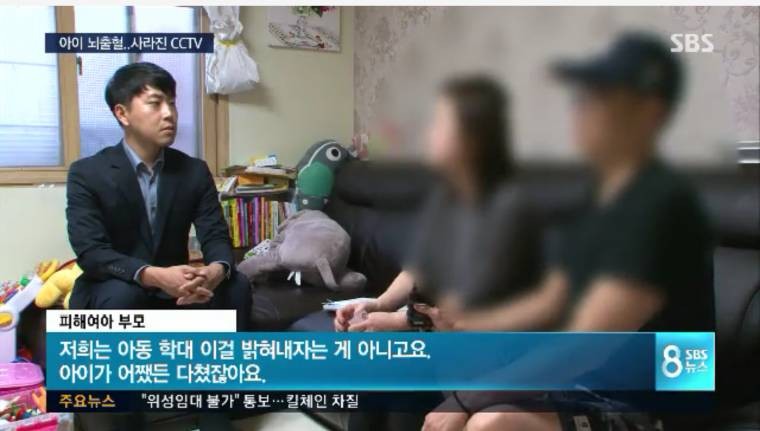 아이 뇌출혈..사라진 CCTV
SBS
피해여아 부모
저희는 아동 학대 이걸 밝혀내자는 게 아니고요.
아이가 어쨌든 다쳤잖아요.
8 SBS 뉴스
주요뉴스 "위성임대 불가" 통보…킬체인 차질